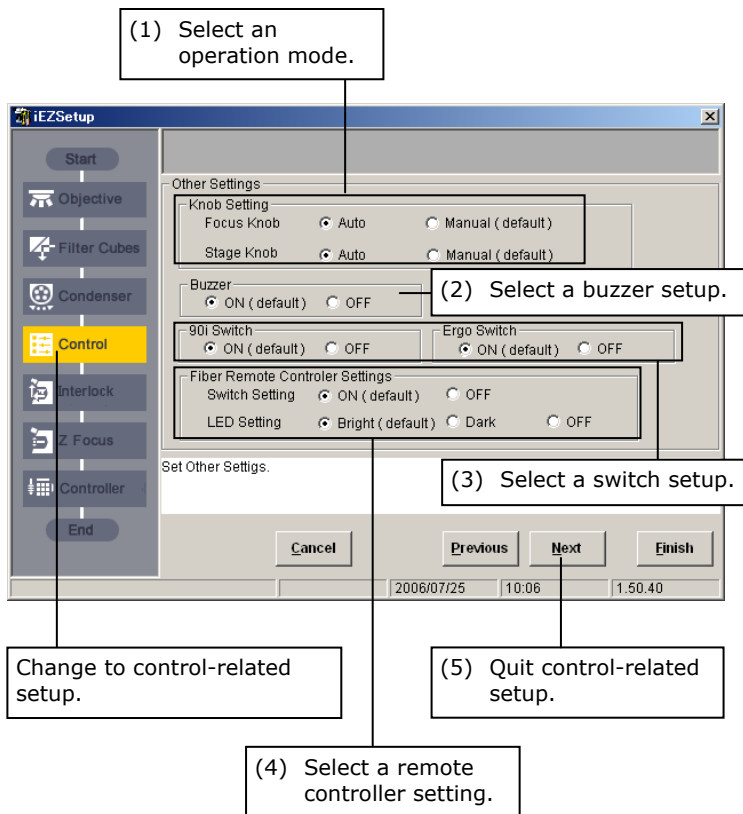 (1) Select an
operation mode.
iEZSetup
Start
Objective
Filter Cubes
Condenser
Control
Interlock
Z Focus
Controller
End
Other Settings
Knob Setting
Focus Knob Auto Manual ( default )
Stage Knob Auto Manual ( default )
Buzzer
ON ( default ) OFF
(2) Select a buzzer setup.
90i Switch
ON ( default ) OFF
Ergo Switch
ON ( default ) OFF
Fiber Remote Controler Settings
Switch Setting ON ( default ) OFF
LED Setting Bright ( default ) Dark OFF
(3) Select a switch setup.
Set Other Settigs.
Cancel Previous Next Finish
2006/07/25 10:06 1.50.40
Change to control-related
setup.
(5) Quit control-related
setup.
(4) Select a remote
controller setting.